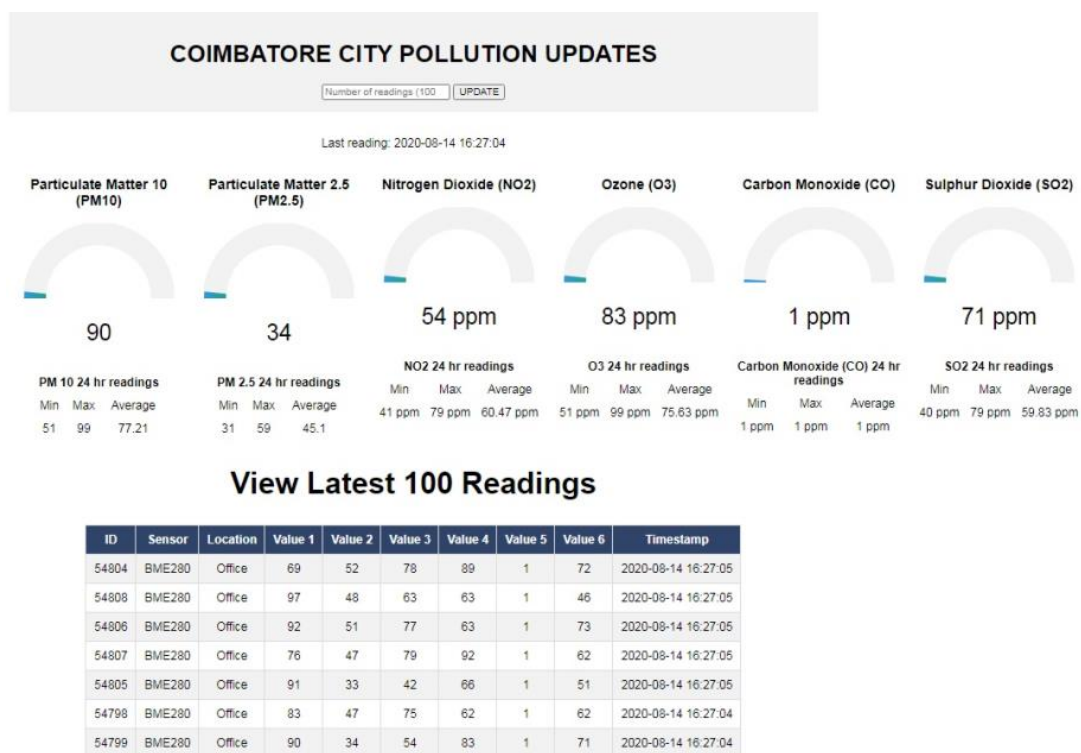 COIMBATORE CITY POLLUTION UPDATES
Number of readings (100 UPDATE
Last reading: 2020-08-14 16:27:04
Particulate Matter 10 (PM10)
90
PM 10 24 hr readings
Min Max Average
51 99 77.21
Particulate Matter 2.5 (PM2.5)
34
PM 2.5 24 hr readings
Min Max Average
31 59 45.1
Nitrogen Dioxide (NO2)
54 ppm
NO2 24 hr readings
Min Max Average
41 ppm 79 ppm 60.47 ppm
Ozone (O3)
83 ppm
O3 24 hr readings
Min Max Average
51 ppm 99 ppm 75.63 ppm
Carbon Monoxide (CO)
1 ppm
Carbon Monoxide (CO) 24 hr
readings
Min Max Average
1 ppm 1 ppm 1 ppm
Sulphur Dioxide (SO2)
71 ppm
SO2 24 hr readings
Min Max Average
40 ppm 79 ppm 59.83 ppm
View Latest 100 Readings
ID Sensor Location Value 1 Value 2 Value 3 Value 4 Value 5 Value 6 Timestamp
54804 BME280 Office 69 52 78 89 1 72 2020-08-14 16:27:05
54808 BME280 Office 97 48 63 63 1 46 2020-08-14 16:27:05
54806 BME280 Office 92 51 77 63 1 73 2020-08-14 16:27:05
54807 BME280 Office 76 47 79 92 1 62 2020-08-14 16:27:05
54805 BME280 Office 91 33 42 66 1 51 2020-08-14 16:27:05
54798 BME280 Office 83 47 75 62 1 62 2020-08-14 16:27:04
54799 BME280 Office 90 34 54 83 1 71 2020-08-14 16:27:04